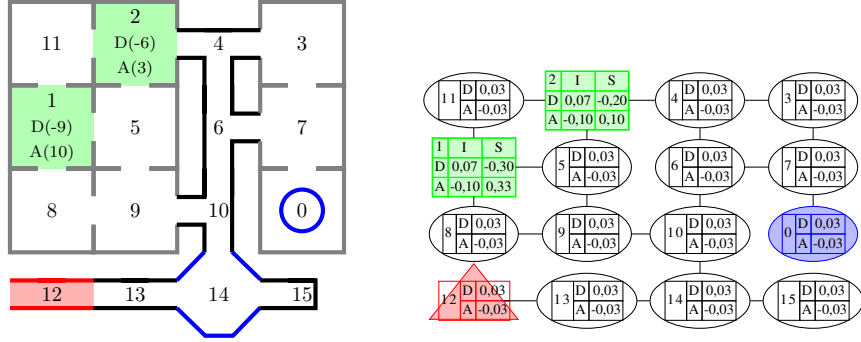 2
11 D(-6) 4 3
A(3)
1
D(-9) 5 6 7
A(10)
8 9 10 0
12 13 14 15
2 I S
D 0,07 -0,20
A -0,10 0,10
11 D 0,03
A -0,03
4 D 0,03
A -0,03
3 D 0,03
A -0,03
1 I S
D 0,07 -0,30
A -0,10 0,33
5 D 0,03
A -0,03
6 D 0,03
A -0,03
7 D 0,03
A -0,03
8 D 0,03
A -0,03
9 D 0,03
A -0,03
10 D 0,03
A -0,03
0 D 0,03
A -0,03
12 D 0,03
A -0,03
13 D 0,03
A -0,03
14 D 0,03
A -0,03
15 D 0,03
A -0,03